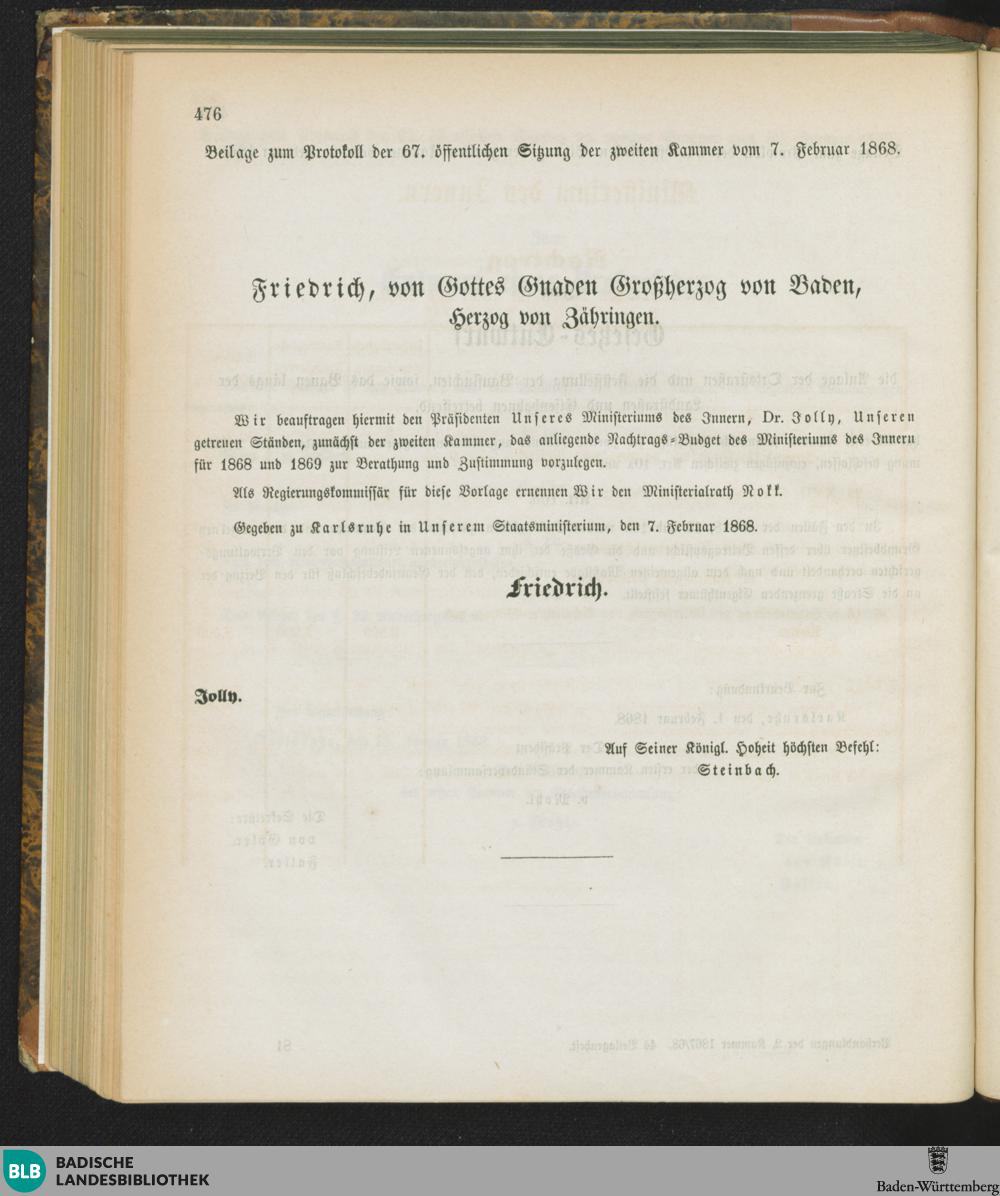 476
Beilage zum Protokoll der 67. öffentlichen Sitzung der zweiten Kammer vom 7. Februar 1868.
Friedrich, von Gottes Gnaden Großherzog von Baden,
Herzog von Zähringen.
Wir beauftragen hiermit den Präsidenten Unseres Ministeriums des Innern, Dr. Jolly, Unseren
getreuen Ständen, zunächst der zweiten Kammer, das anliegende Nachtrags-Budget des Ministeriums des Innern
für 1868 und 1869 zur Berathung und Zustimmung vorzulegen.
Als Regierungskommissär für diese Vorlage ernennen Wir den Ministerialrath Nokk.
Gegeben zu Karlsruhe in Unserem Staatsministerium, den 7. Februar 1868.
Friedrich.
Jolly.
Auf Seiner Königl. Hoheit höchsten Befehl:
Steinbach.
BLB BADISCHE
LANDESBIBLIOTHEK
Baden-Württemberg